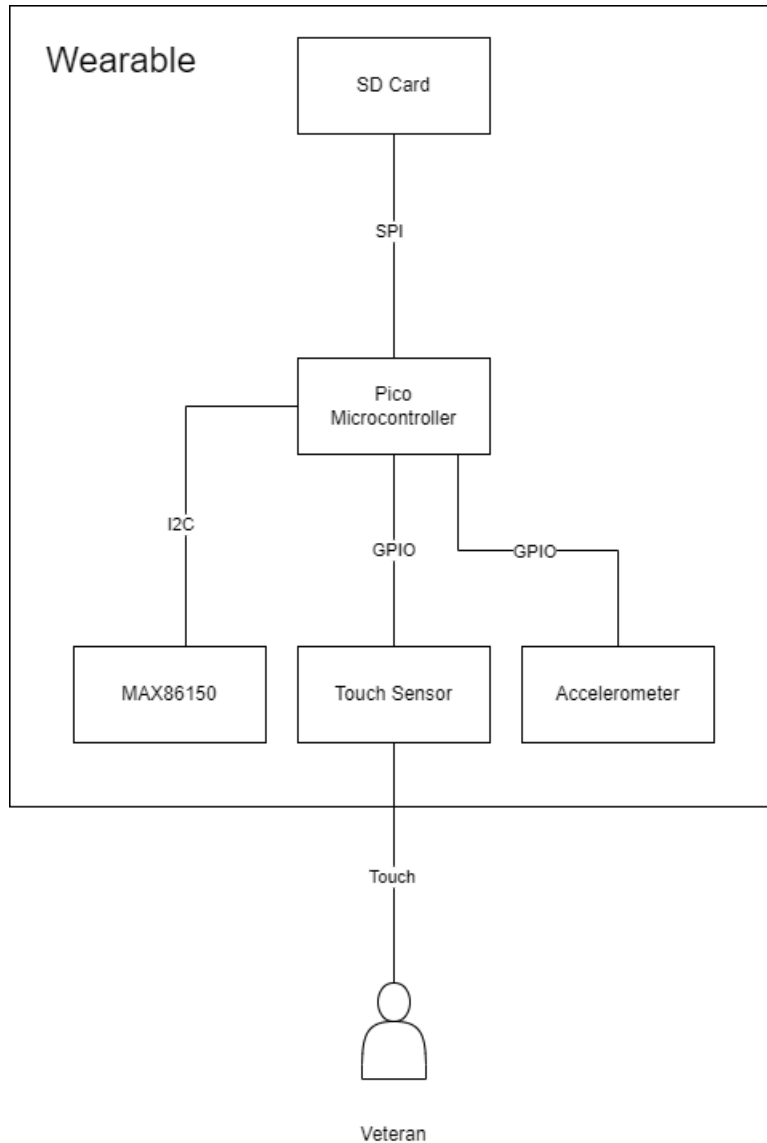 Wearable
SD Card
SPI
Pico
Microcontroller
I2C
GPIO
GPIO
MAX86150
Touch Sensor
Accelerometer
Touch
Veteran